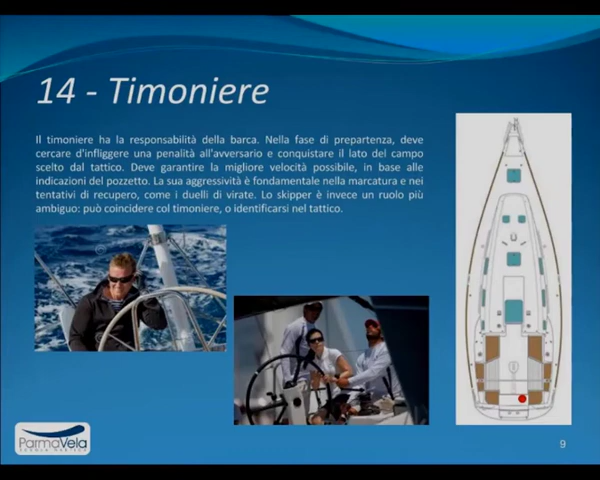 14 - Timoniere
Il timoniere ha la responsabilità della barca. Nella fase di prepartenza, deve
cercare d'infliggere una penalità all'avversario e conquistare il lato del campo
scelto dal tattico. Deve garantire la migliore velocità possibile, in base alle
indicazioni del pozzetto. La sua aggressività è fondamentale nella marcatura e nei
tentativi di recupero, come i duelli di virate. Lo skipper è invece un ruolo più
ambiguo: può coincidere col timoniere, o identificarsi nel tattico.
ParmaVela
9